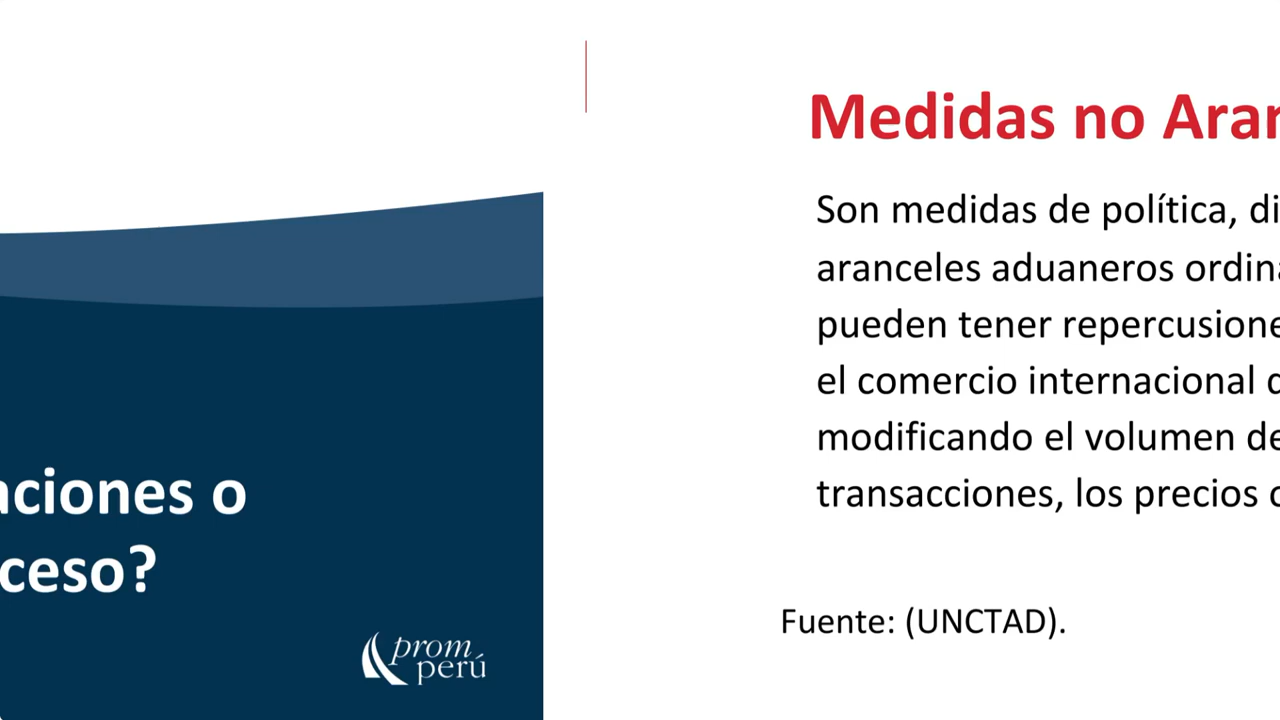 aciones o
ceso?
prom
perú
Medidas no Aran
Son medidas de política, di
aranceles aduaneros ordina
pueden tener repercusione
el comercio internacional d
modificando el volumen de
transacciones, los precios o
Fuente: (UNCTAD).